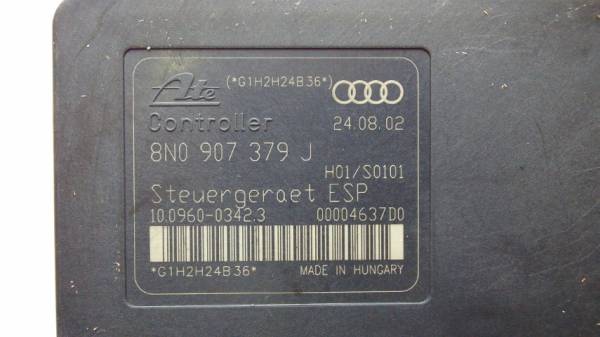 Ate (*G1H2H24B36*)
Controller 24.08.02
8N0 907 379 J
H01/S0101
Steuergeraet ESP
10.0960-0342.3 00004637D0
*G1H2H24B36* MADE IN HUNGARY